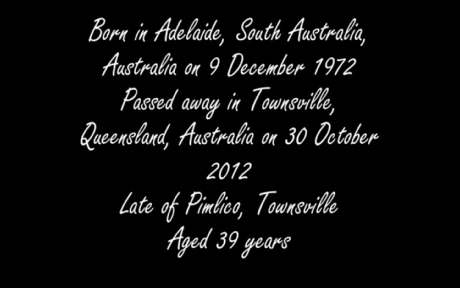 Born in Adelaide, South Australia,
Australia on 9 December 1972
Passed away in Townsville,
Queensland, Australia on 30 October
2012
Late of Pimlico, Townsville
Aged 39 years